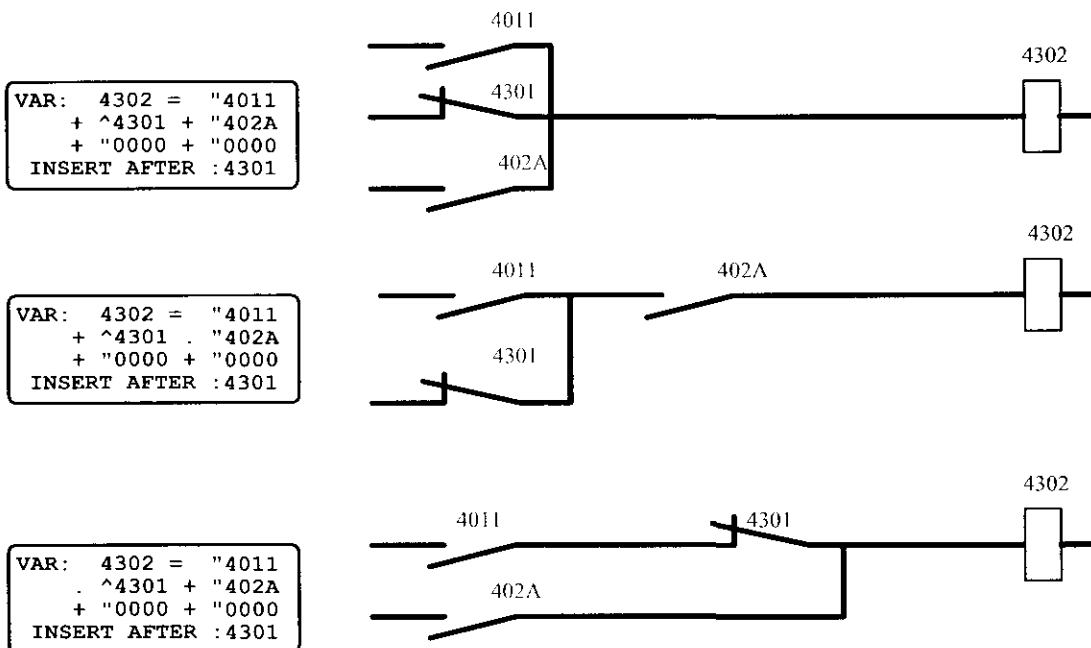 4011
4302
VAR: 4302 = "4011
+ ^4301 + "402A
+ "0000 + "0000
INSERT AFTER :4301
4301
402A
4302
4011 402A
VAR: 4302 = "4011
+ ^4301 . "402A
+ "0000 + "0000
INSERT AFTER :4301
4301
4302
4011 4301
VAR: 4302 = "4011
. ^4301 + "402A
+ "0000 + "0000
INSERT AFTER :4301
402A